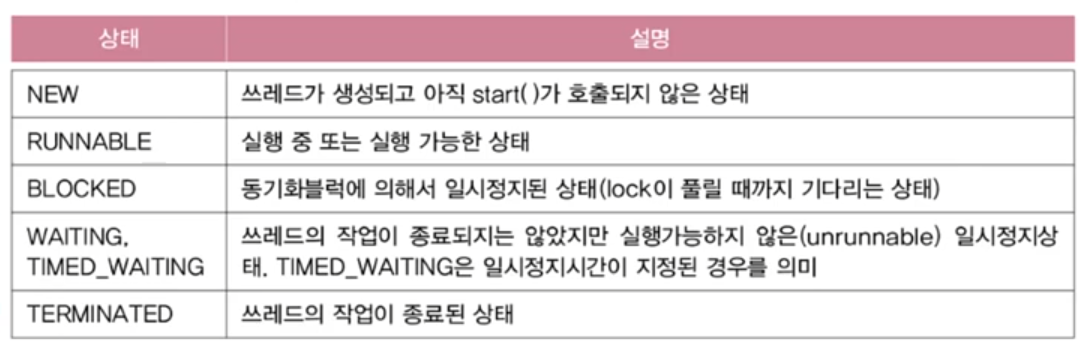 상태 설명
NEW 쓰레드가 생성되고 아직 start( )가 호출되지 않은 상태
RUNNABLE 실행 중 또는 실행 가능한 상태
BLOCKED 동기화블럭에 의해서 일시정지된 상태(lock이 풀릴 때까지 기다리는 상태)
WAITING, 쓰레드의 작업이 종료되지는 않았지만 실행가능하지 않은(unrunnable) 일시정지상
TIMED_WAITING 태. TIMED_WAITING은 일시정지시간이 지정된 경우를 의미
TERMINATED 쓰레드의 작업이 종료된 상태